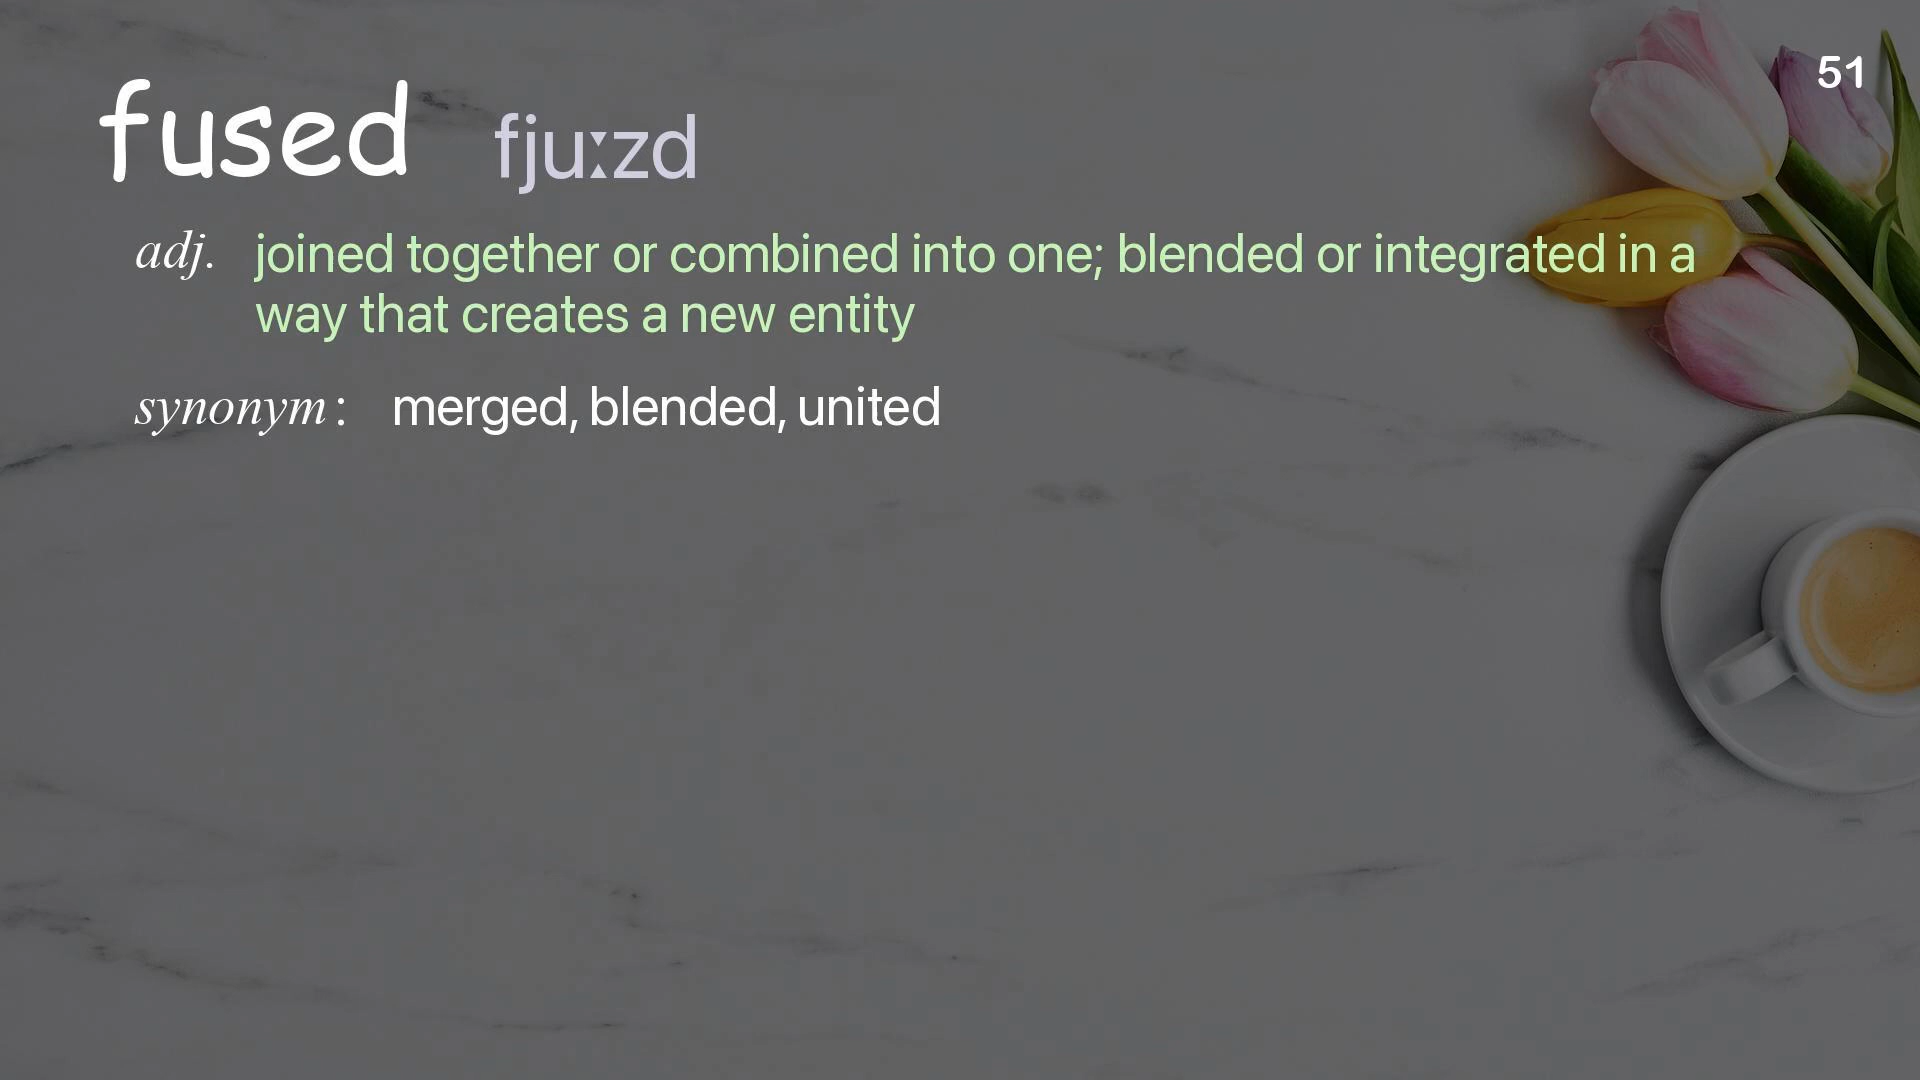 51
fused fjuːzd
adj. joined together or combined into one; blended or integrated in a
way that creates a new entity
synonym: merged, blended, united